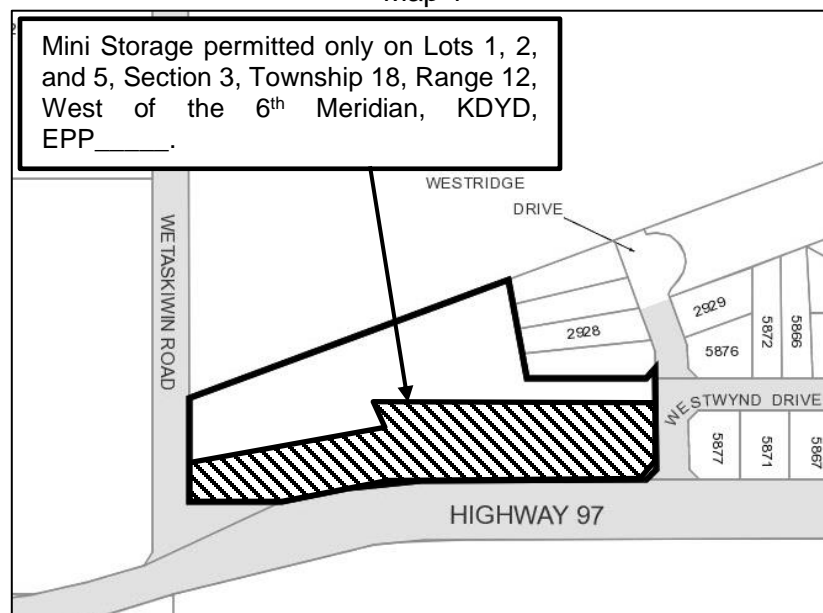 Mini Storage permitted only on Lots 1, 2,
and 5, Section 3, Township 18, Range 12,
West of the 6th Meridian, KDYD,
EPP_____.
WESTRIDGE
DRIVE
WETASKIWIN ROAD
2929
2928
5876
5872
5866
WESTWYND DRIVE
5877
5871
5867
HIGHWAY 97